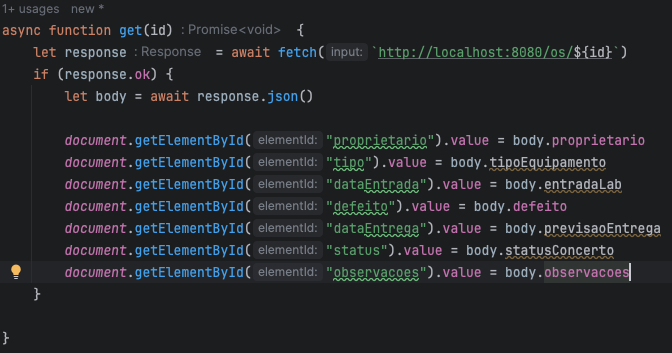 1+ usages   new *
async function get(id) : Promise<void>  {
    let response : Response  = await fetch( input: `http://localhost:8080/os/${id}`)
    if (response.ok) {
        let body = await response.json()
        document.getElementById( elementId: "proprietario").value = body.proprietario
        document.getElementById( elementId: "tipo").value = body.tipoEquipamento
        document.getElementById( elementId: "dataEntrada").value = body.entradaLab
        document.getElementById( elementId: "defeito").value = body.defeito
        document.getElementById( elementId: "dataEntrega").value = body.previsaoEntrega
        document.getElementById( elementId: "status").value = body.statusConcerto
        document.getElementById( elementId: "observacoes").value = body.observacoes
    }
}